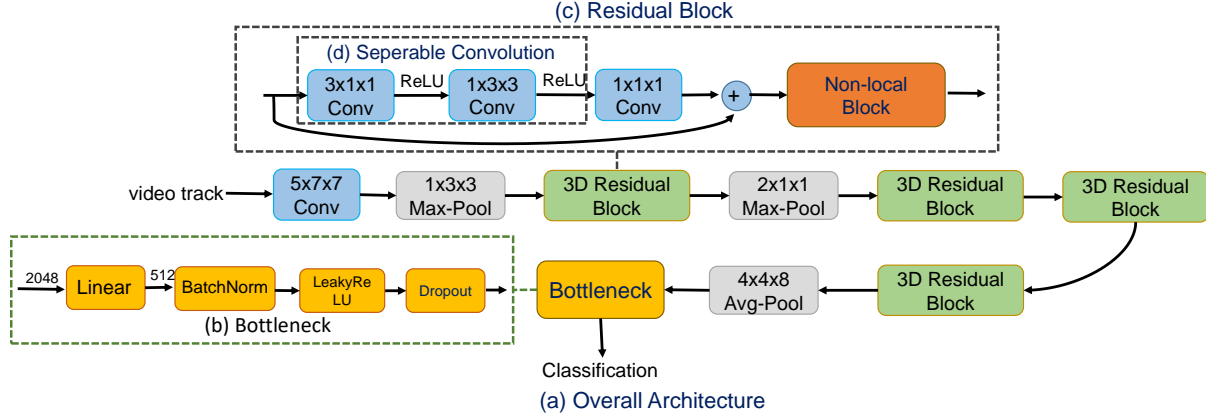 (c) Residual Block
(d) Seperable Convolution
3x1x1
Conv
ReLU
1x3x3
Conv
ReLU
1x1x1
Conv
+
Non-local
Block
video track
5x7x7
Conv
1x3x3
Max-Pool
3D Residual
Block
2x1x1
Max-Pool
3D Residual
Block
3D Residual
Block
2048
Linear
512
BatchNorm
LeakyRe
LU
Dropout
(b) Bottleneck
Bottleneck
4x4x8
Avg-Pool
3D Residual
Block
Classification
(a) Overall Architecture